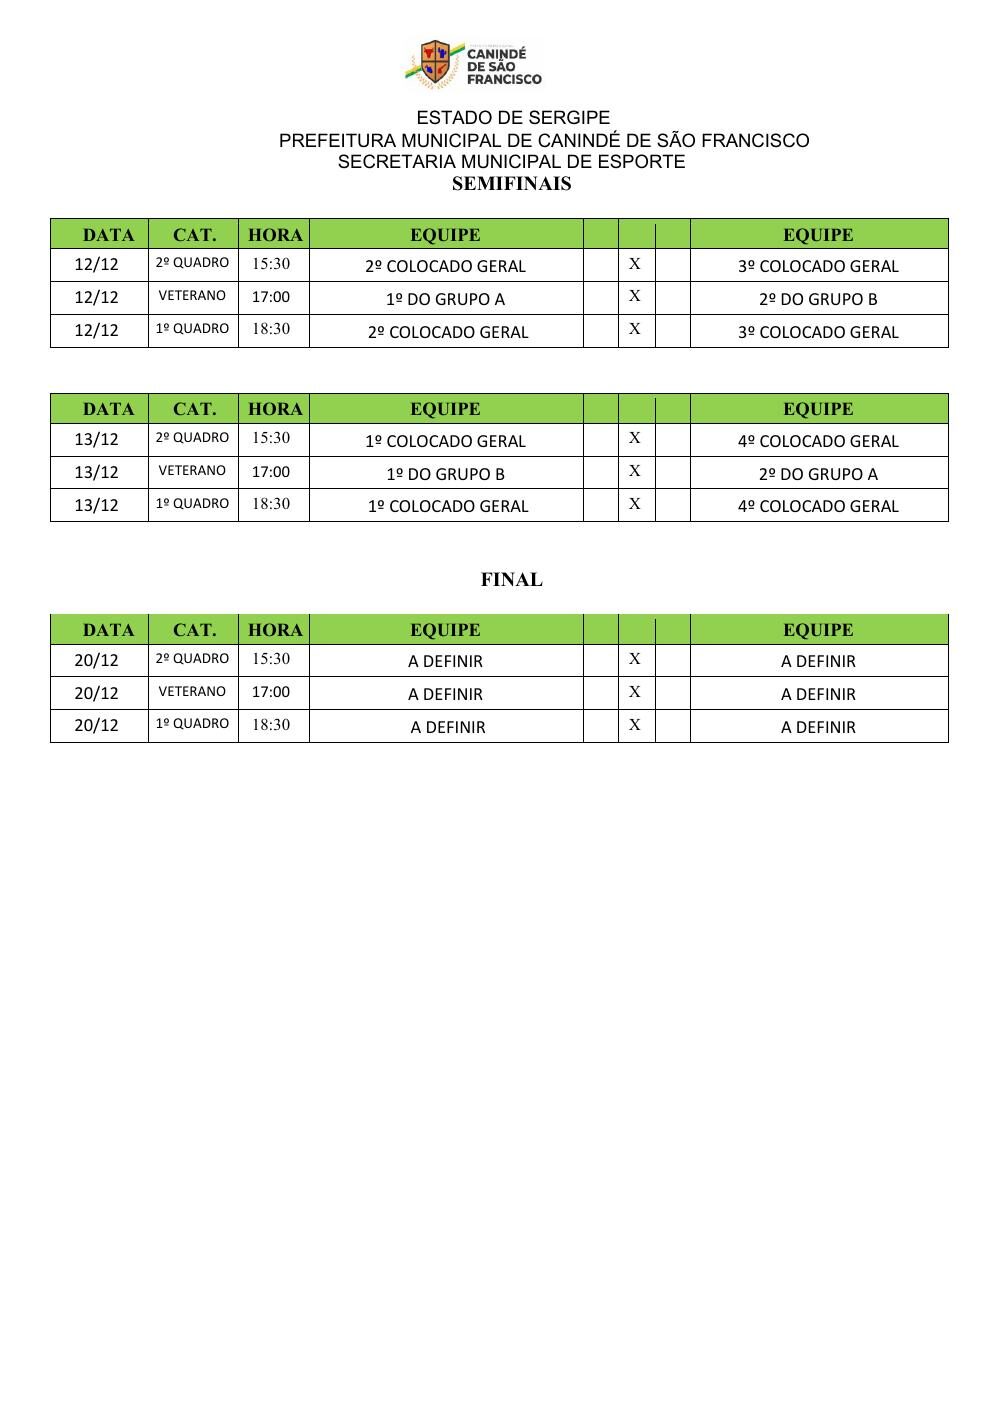 CANINDÉ
DE SÃO
FRANCISCO
ESTADO DE SERGIPE
PREFEITURA MUNICIPAL DE CANINDÉ DE SÃO FRANCISCO
SECRETARIA MUNICIPAL DE ESPORTE
SEMIFINAIS
DATA CAT. HORA EQUIPE EQUIPE
12/12 2º QUADRO 15:30 2º COLOCADO GERAL X 3º COLOCADO GERAL
12/12 VETERANO 17:00 1º DO GRUPO A X 2º DO GRUPO B
12/12 1º QUADRO 18:30 2º COLOCADO GERAL X 3º COLOCADO GERAL
DATA CAT. HORA EQUIPE EQUIPE
13/12 2º QUADRO 15:30 1º COLOCADO GERAL X 4º COLOCADO GERAL
13/12 VETERANO 17:00 1º DO GRUPO B X 2º DO GRUPO A
13/12 1º QUADRO 18:30 1º COLOCADO GERAL X 4º COLOCADO GERAL
FINAL
DATA CAT. HORA EQUIPE EQUIPE
20/12 2º QUADRO 15:30 A DEFINIR X A DEFINIR
20/12 VETERANO 17:00 A DEFINIR X A DEFINIR
20/12 1º QUADRO 18:30 A DEFINIR X A DEFINIR